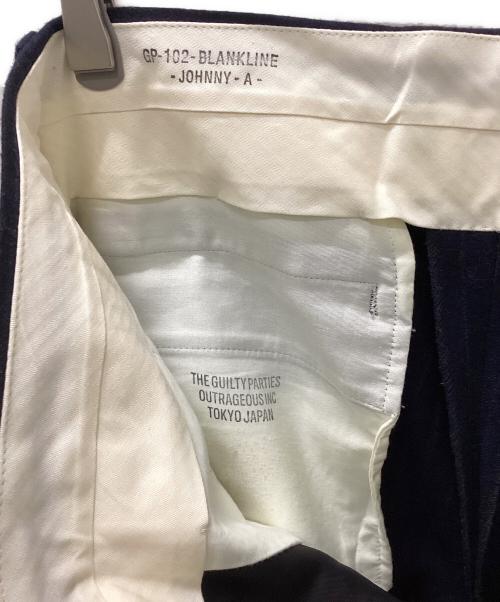 GP-102-BLANKLINE
-JOHNNY-A-
THE GUILTY PARTIES
OUTRAGEOUS INC
TOKYO JAPAN